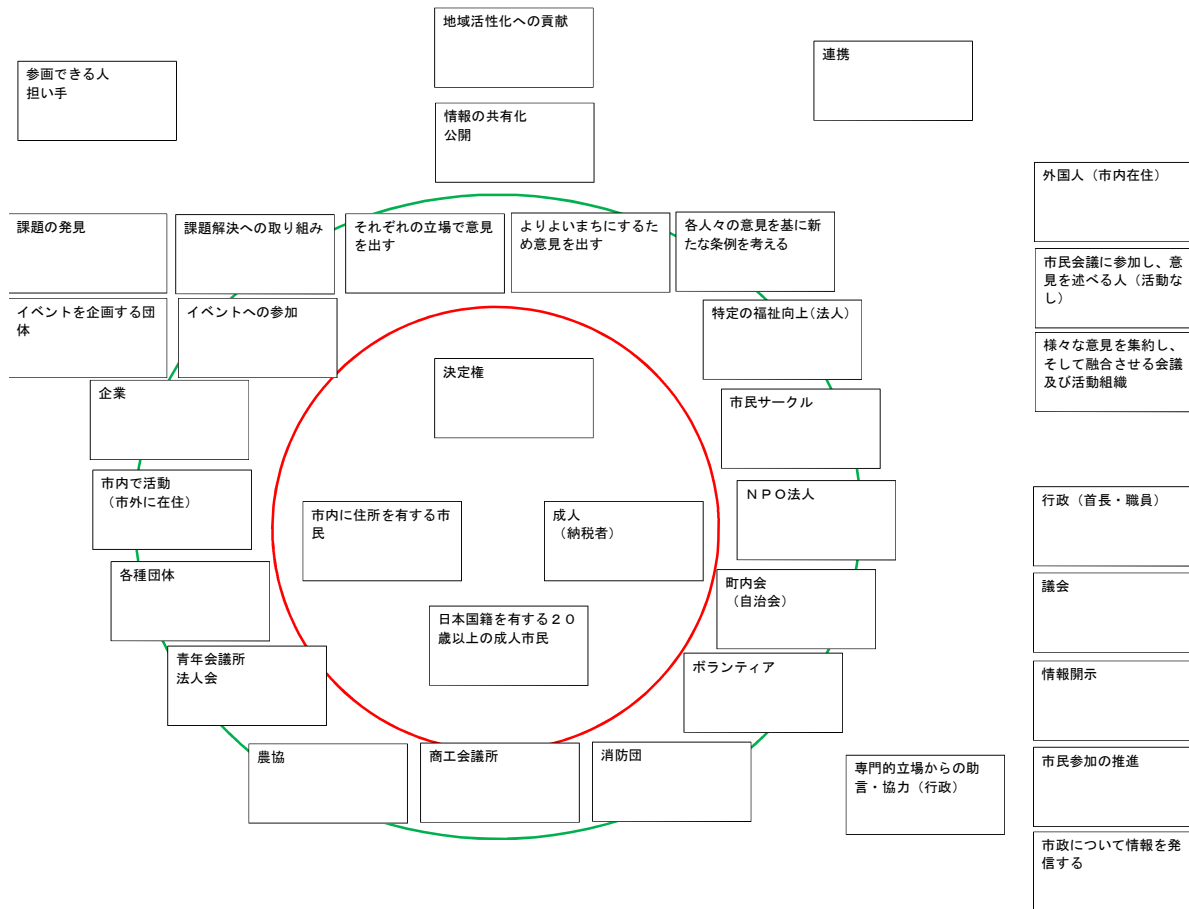 地域活性化への貢献
連携
参画できる人
担い手
情報の共有化
公開
外国人（市内在住）
課題の発見
課題解決への取り組み
それぞれの立場で意見
を出す
よりよいまちにするた
め意見を出す
各人々の意見を基に新
たな条例を考える
市民会議に参加し、意
見を述べる人（活動な
し）
イベントを企画する団
体
イベントへの参加
特定の福祉向上（法人）
様々な意見を集約し、
そして融合させる会議
及び活動組織
決定権
企業
市民サークル
市内で活動
（市外に在住）
市内に住所を有する市
民
成人
（納税者）
ＮＰＯ法人
行政（首長・職員）
各種団体
町内会
（自治会）
議会
日本国籍を有する２０
歳以上の成人市民
青年会議所
法人会
ボランティア
情報開示
農協
商工会議所
消防団
専門的立場からの助
言・協力（行政）
市民参加の推進
市政について情報を発
信する